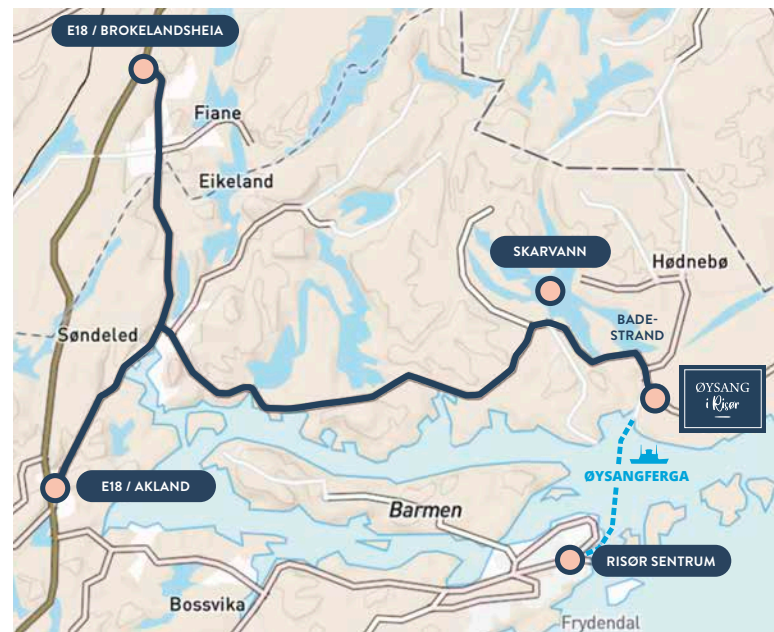 E18 / BROKELANDSHEIA
Fiane
Eikeland
SKARVANN
Hødnebø
BADE-
STRAND
Søndeled
ØYSANG
i Risør
E18 / AKLAND
ØYSANGFERGA
Barmen
RISØR SENTRUM
Bossvika
Frydendal